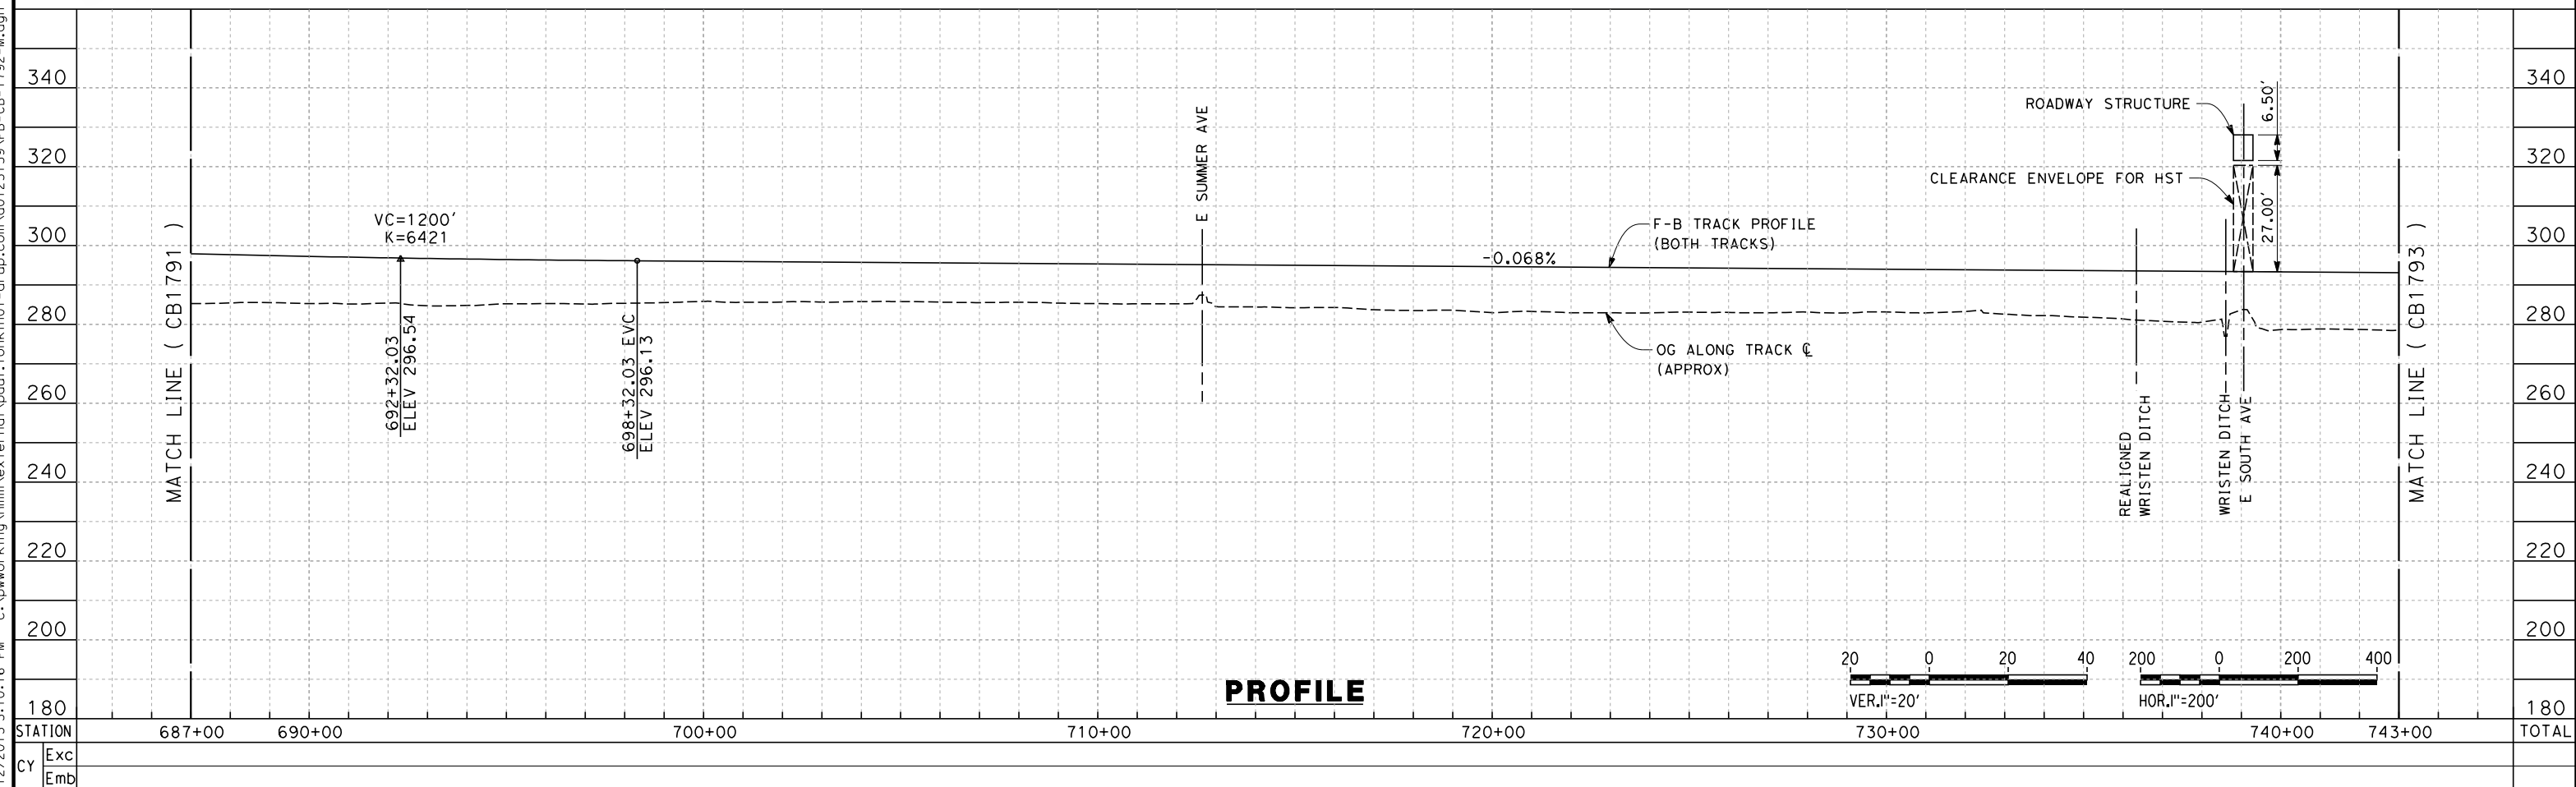 340
320
300
280
260
240
220
200
180
MATCH LINE ( CB1791 )
VC=1200'
K=6421
692+32.03
ELEV 296.54
698+32.03 EVC
ELEV 296.13
E SUMMER AVE
-0.068%
F-B TRACK PROFILE
(BOTH TRACKS)
OG ALONG TRACK ℄
(APPROX)
ROADWAY STRUCTURE
CLEARANCE ENVELOPE FOR HST
6.50'
27.00'
REALIGNED
WRISTEN DITCH
WRISTEN DITCH
E SOUTH AVE
MATCH LINE ( CB1793 )
340
320
300
280
260
240
220
200
180
PROFILE
20 0 20 40
VER.1"=20'
200 0 200 400
HOR.1"=200'
STATION 687+00 690+00 700+00 710+00 720+00 730+00 740+00 743+00 TOTAL
CY
Exc
Emb